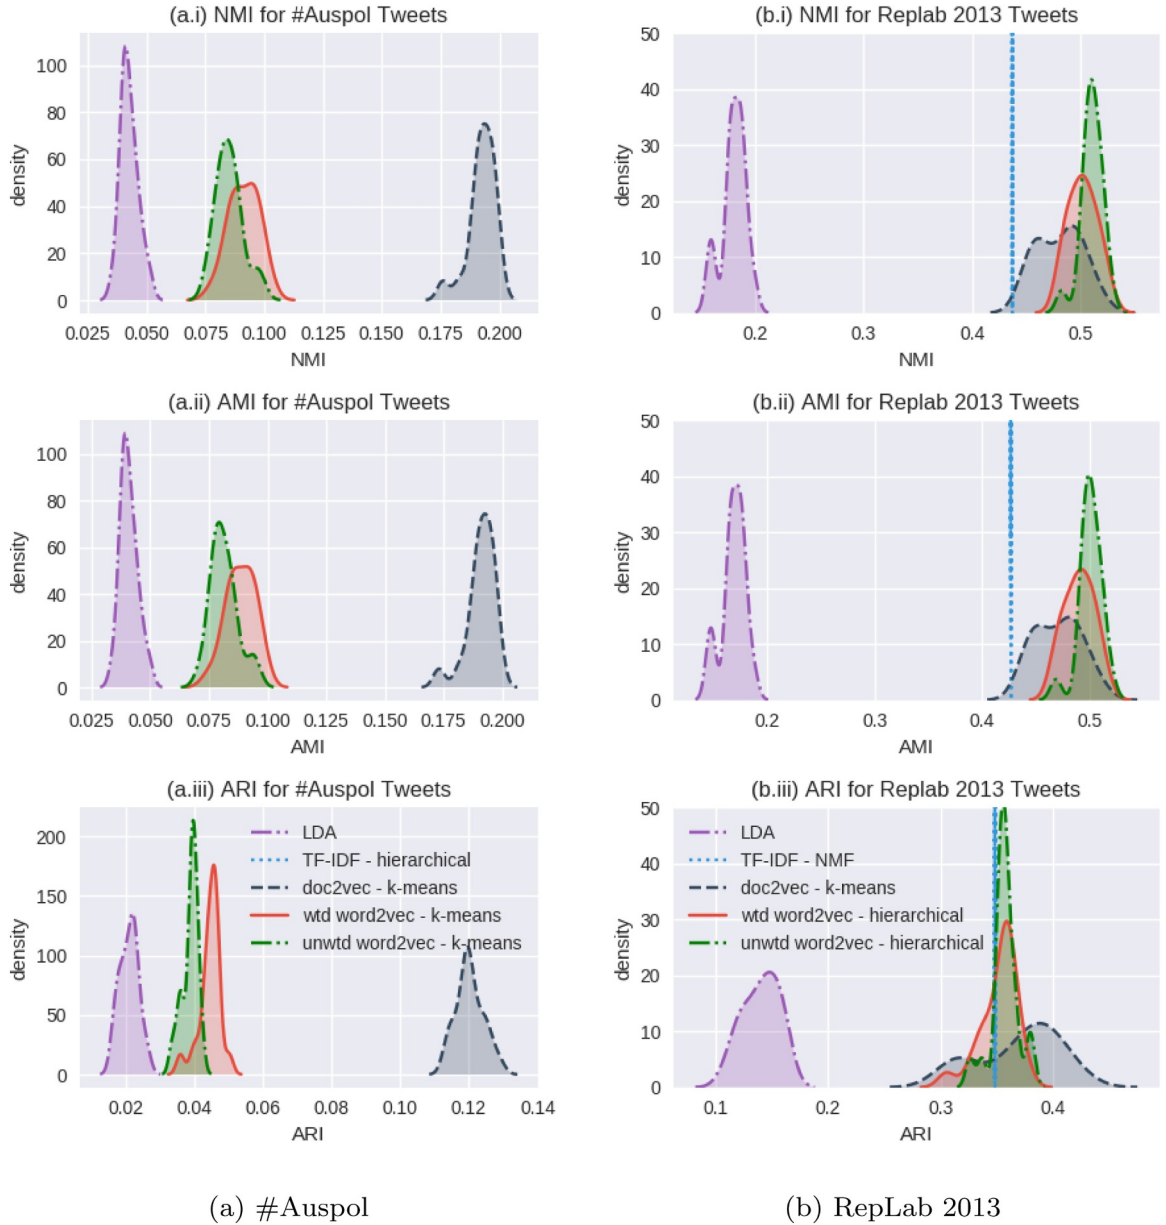 (a.i) NMI for #Auspol Tweets
density
100
80
60
40
20
0
0.025 0.050 0.075 0.100 0.125 0.150 0.175 0.200
NMI
(b.i) NMI for Replab 2013 Tweets
density
50
40
30
20
10
0
0.2 0.3 0.4 0.5
NMI
(a.ii) AMI for #Auspol Tweets
density
100
80
60
40
20
0
0.025 0.050 0.075 0.100 0.125 0.150 0.175 0.200
AMI
(b.ii) AMI for Replab 2013 Tweets
density
50
40
30
20
10
0
0.2 0.3 0.4 0.5
AMI
(a.iii) ARI for #Auspol Tweets
density
200
150
100
50
0
LDA
TF-IDF - hierarchical
doc2vec - k-means
wtd word2vec - k-means
unwtd word2vec - k-means
0.02 0.04 0.06 0.08 0.10 0.12 0.14
ARI
(b.iii) ARI for Replab 2013 Tweets
density
50
40
30
20
10
0
LDA
TF-IDF - NMF
doc2vec - k-means
wtd word2vec - hierarchical
unwtd word2vec - hierarchical
0.1 0.2 0.3 0.4
ARI
(a) #Auspol
(b) RepLab 2013